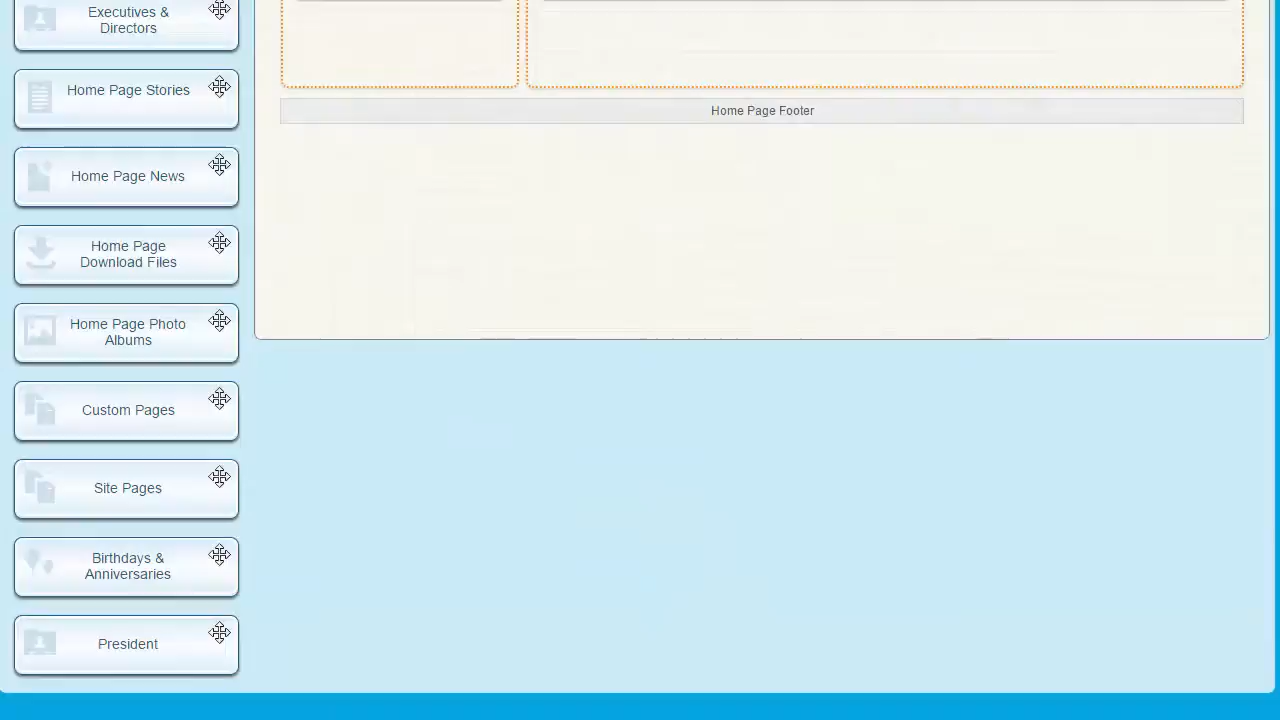 Executives &
Directors
Home Page Stories
Home Page News
Home Page
Download Files
Home Page Photo
Albums
Custom Pages
Site Pages
Birthdays &
Anniversaries
President
Home Page Footer